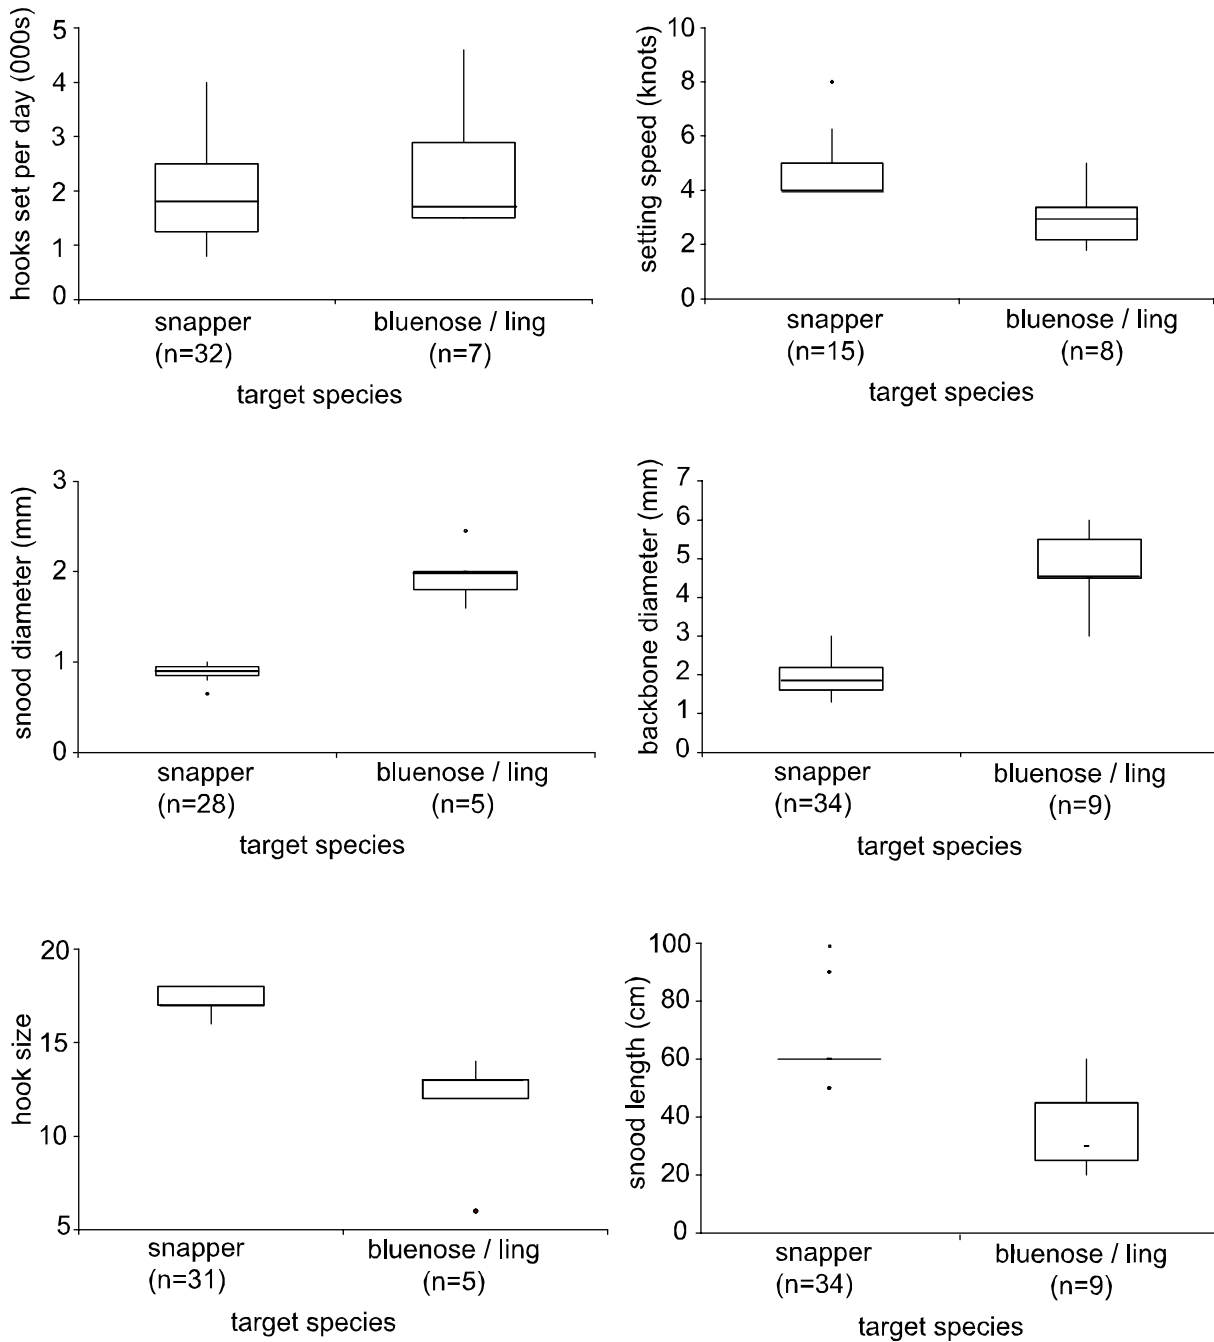 hooks set per day (000s)
5
4
3
2
1
0
snapper
(n=32)
bluenose / ling
(n=7)
target species
setting speed (knots)
10
8
6
4
2
0
snapper
(n=15)
bluenose / ling
(n=8)
target species
snood diameter (mm)
3
2
1
0
snapper
(n=28)
bluenose / ling
(n=5)
target species
backbone diameter (mm)
7
6
5
4
3
2
1
0
snapper
(n=34)
bluenose / ling
(n=9)
target species
hook size
20
15
10
5
snapper
(n=31)
bluenose / ling
(n=5)
target species
snood length (cm)
100
80
60
40
20
0
snapper
(n=34)
bluenose / ling
(n=9)
target species